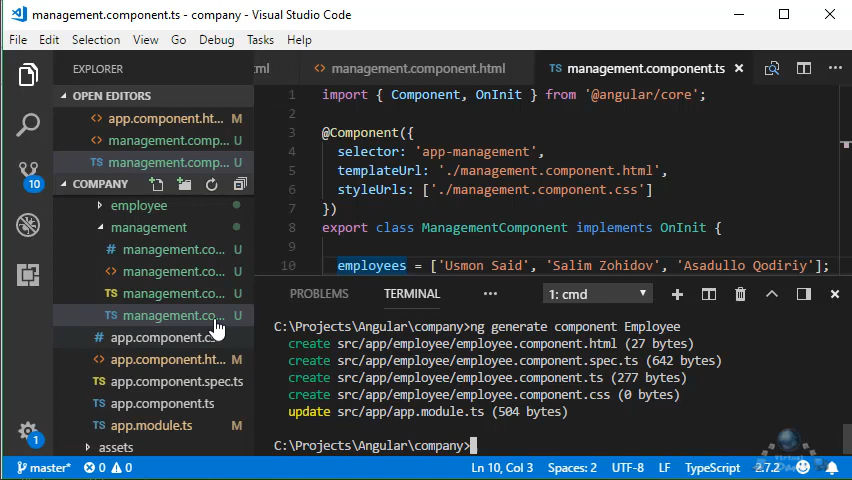 management.component.ts - company - Visual Studio Code
File Edit Selection View Go Debug Tasks Help
EXPLORER
OPEN EDITORS
app.component.ht... M
management.comp... U
TS management.comp... U
COMPANY
employee
management
# management.co... U
<> management.co... U
TS management.co... U
TS management.co... U
# app.component.c
<> app.component.ht... M
TS app.component.spec.ts
TS app.component.ts
<> app.module.ts M
assets
10
1
ml <> management.component.html TS management.component.ts
1 import { Component, OnInit } from '@angular/core';
2
3 @Component({
4 selector: 'app-management',
5 templateUrl: './management.component.html',
6 styleUrls: ['./management.component.css']
7 })
8 export class ManagementComponent implements OnInit {
9
10 employees = ['Usmon Said', 'Salim Zohidov', 'Asadullo Qodiriy'];
PROBLEMS TERMINAL ... 1: cmd
C:\Projects\Angular\company>ng generate component Employee
create src/app/employee/employee.component.html (27 bytes)
create src/app/employee/employee.component.spec.ts (642 bytes)
create src/app/employee/employee.component.ts (277 bytes)
create src/app/employee/employee.component.css (0 bytes)
update src/app/app.module.ts (504 bytes)
C:\Projects\Angular\company>
master* 0 0 Ln 10, Col 3 Spaces: 2 UTF-8 LF TypeScript 2.7.2